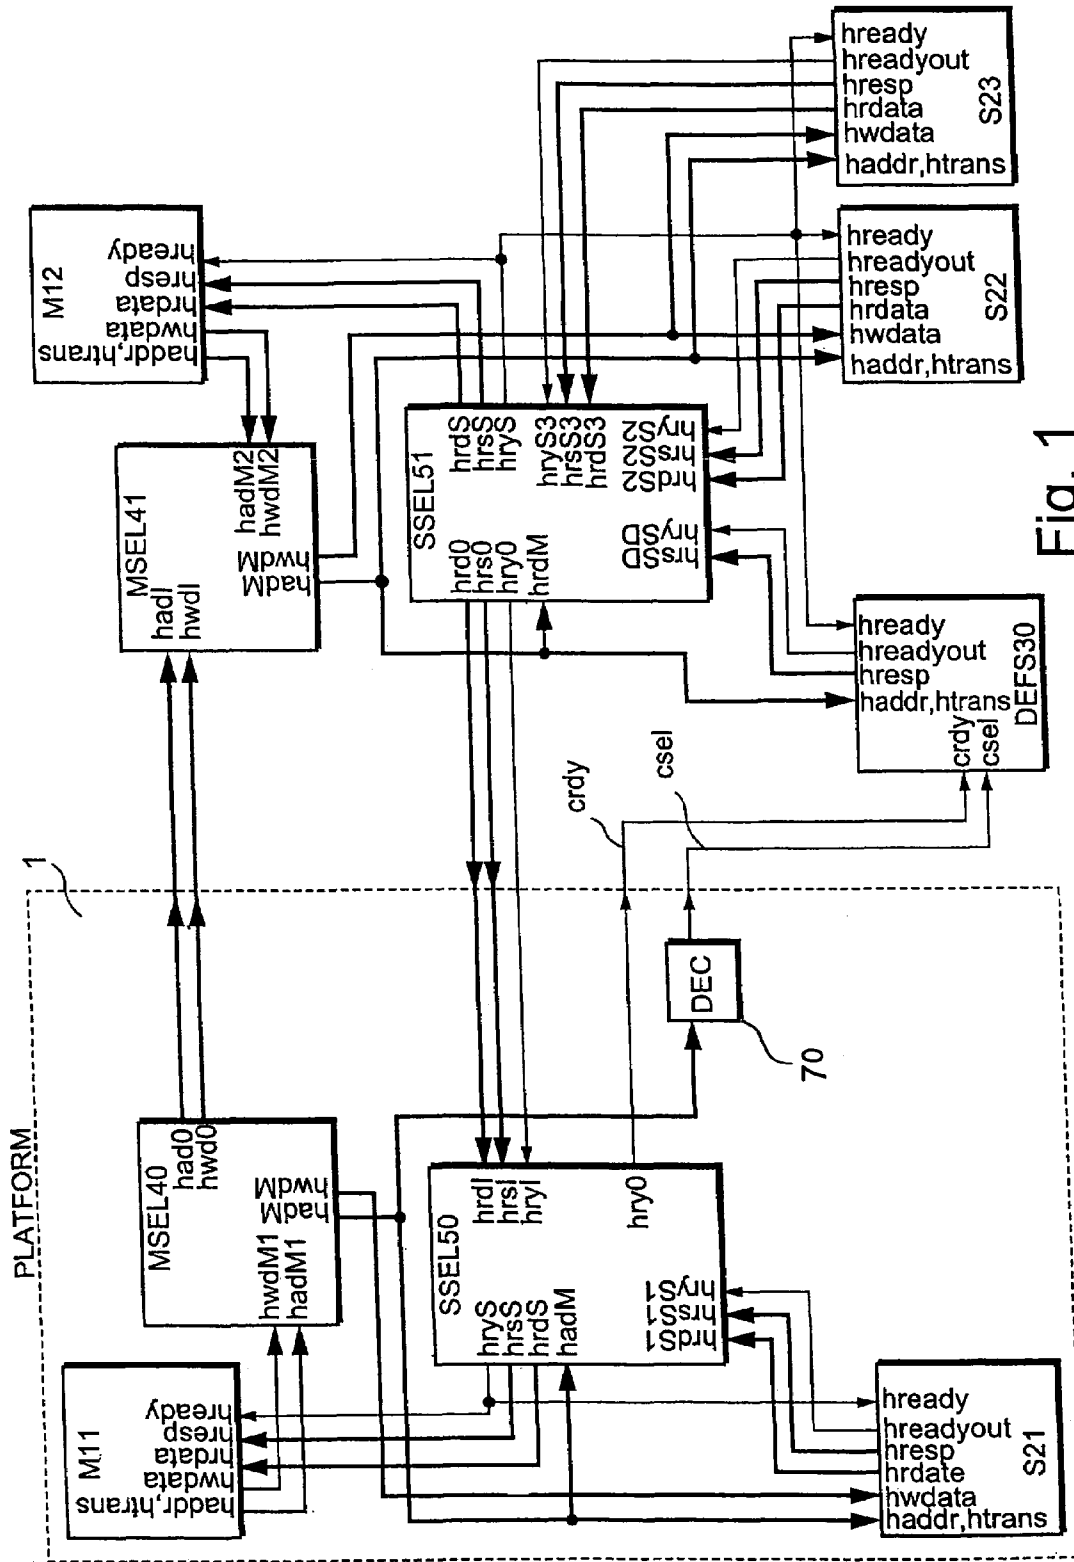 PLATFORM
1
M11
haddr,htrans
hwdata
hrdata
hresp
hready
MSEL40
hwdM1
hadM1
had0
hwd0
hadM
hwdM
SSEL50
hryS
hrsS
hrdS
hadM
hrdI
hrsI
hryI
hry0
hrdS1
hrsS1
hryS1
S21
hready
hreadyout
hresp
hrdate
hwdata
haddr,htrans
DEC
70
crdy
csel
MSEL41
hadI
hwdI
hadM2
hwdM2
hadM
hwdM
M12
haddr,htrans
hwdata
hrdata
hresp
hready
SSEL51
hrd0
hrs0
hry0
hrdM
hrdS
hrsS
hryS
hryS3
hrsS3
hrdS3
hrsSD
hrySD
hrdS2
hrsS2
hryS2
DEFS30
hready
hreadyout
hresp
haddr,htrans
crdy
csel
S22
hready
hreadyout
hresp
hrdata
hwdata
haddr,htrans
S23
hready
hreadyout
hresp
hrdata
hwdata
haddr,htrans
Fig. 1